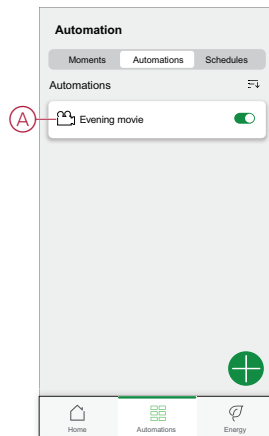 Automation
Moments Automations Schedules
Automations
A Evening movie
Home Automations Energy